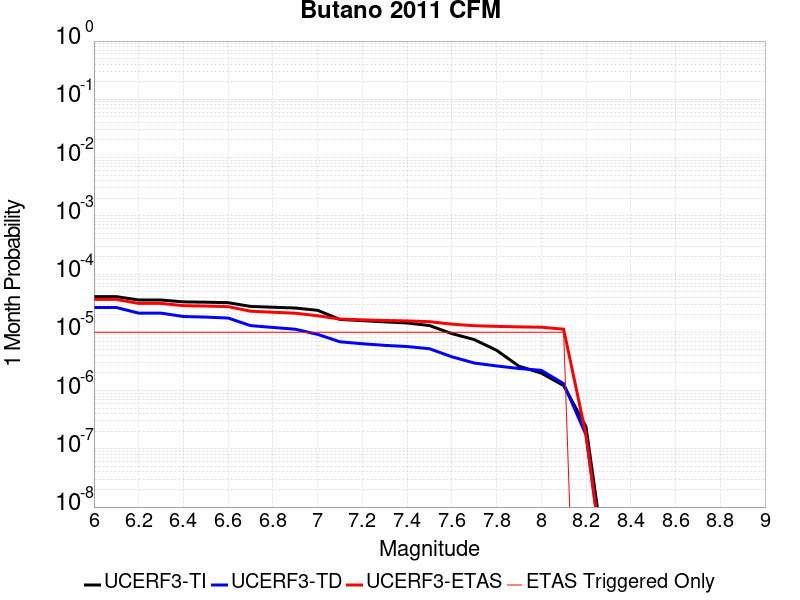 Butano 2011 CFM
10^0
10^-1
10^-2
10^-3
10^-4
10^-5
10^-6
10^-7
10^-8
1 Month Probability
6 6.2 6.4 6.6 6.8 7 7.2 7.4 7.6 7.8 8 8.2 8.4 8.6 8.8 9
Magnitude
UCERF3-TI UCERF3-TD UCERF3-ETAS ETAS Triggered Only